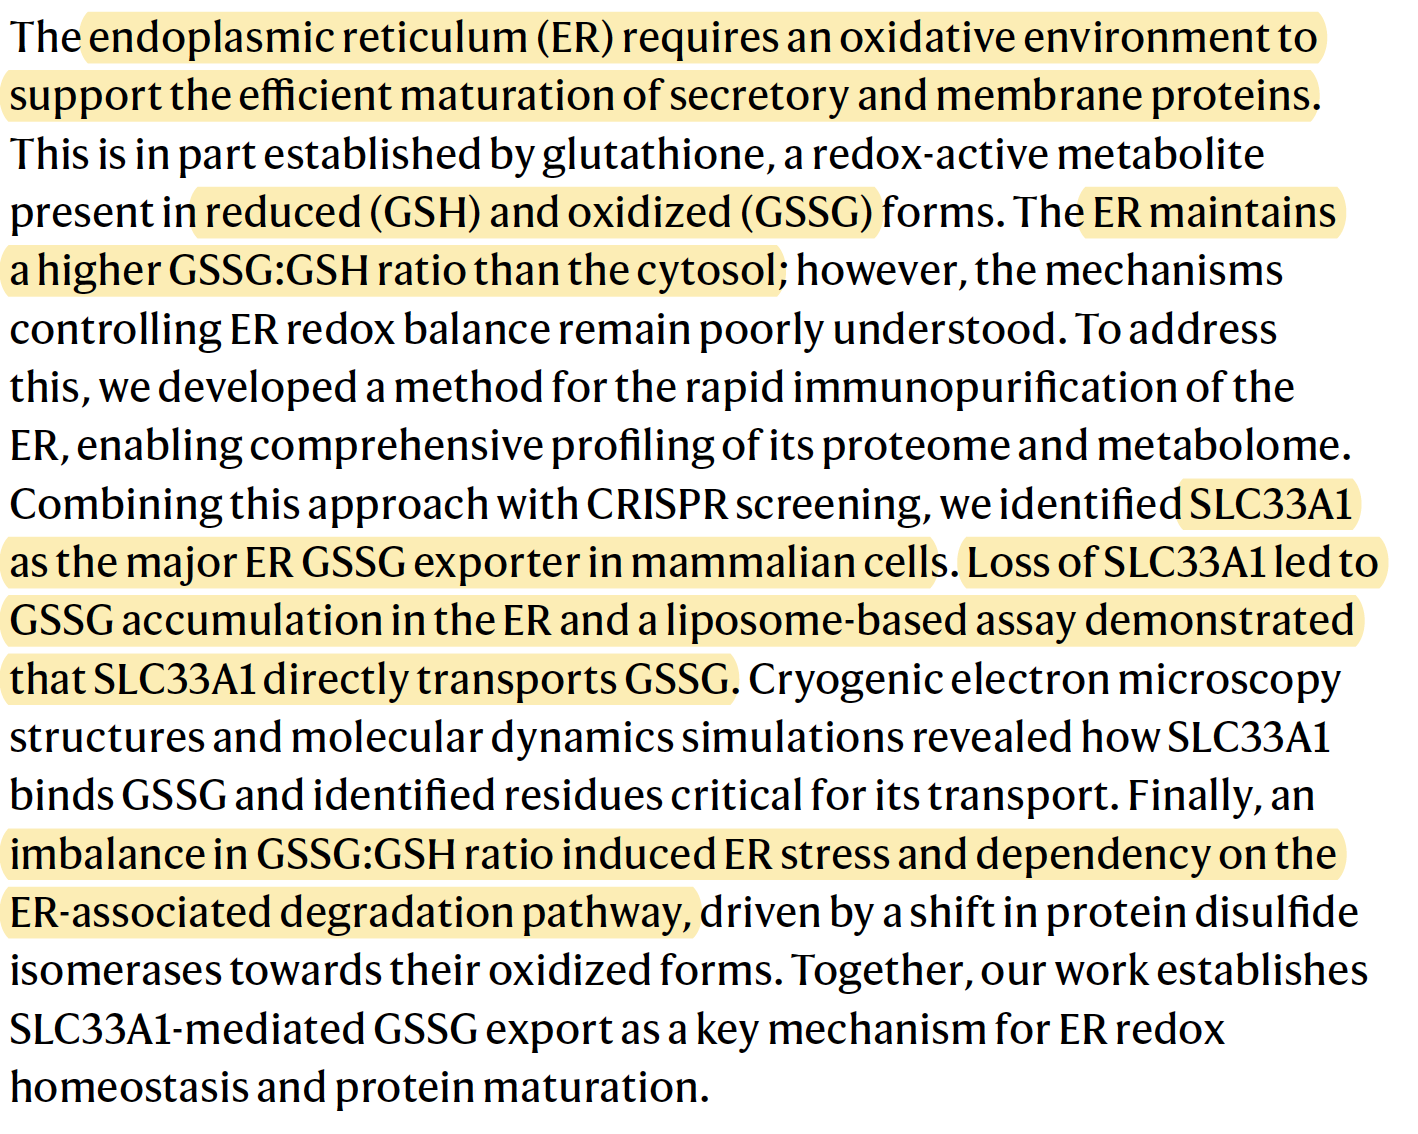 The endoplasmic reticulum (ER) requires an oxidative environment to
support the efficient maturation of secretory and membrane proteins.
This is in part established by glutathione, a redox-active metabolite
present in reduced (GSH) and oxidized (GSSG) forms. The ER maintains
a higher GSSG:GSH ratio than the cytosol; however, the mechanisms
controlling ER redox balance remain poorly understood. To address
this, we developed a method for the rapid immunopurification of the
ER, enabling comprehensive profiling of its proteome and metabolome.
Combining this approach with CRISPR screening, we identified SLC33A1
as the major ER GSSG exporter in mammalian cells. Loss of SLC33A1 led to
GSSG accumulation in the ER and a liposome-based assay demonstrated
that SLC33A1 directly transports GSSG. Cryogenic electron microscopy
structures and molecular dynamics simulations revealed how SLC33A1
binds GSSG and identified residues critical for its transport. Finally, an
imbalance in GSSG:GSH ratio induced ER stress and dependency on the
ER-associated degradation pathway, driven by a shift in protein disulfide
isomerases towards their oxidized forms. Together, our work establishes
SLC33A1-mediated GSSG export as a key mechanism for ER redox
homeostasis and protein maturation.